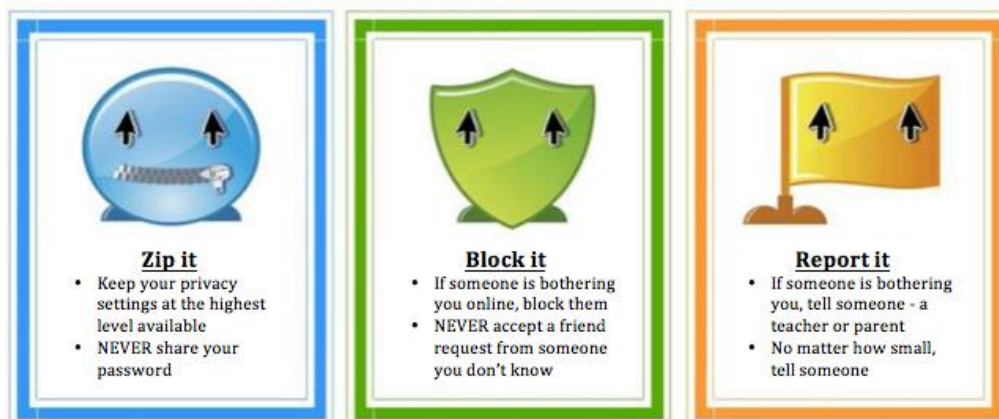 Zip it
• Keep your privacy
settings at the highest
level available
• NEVER share your
password
Block it
• If someone is bothering
you online, block them
• NEVER accept a friend
request from someone
you don't know
Report it
• If someone is bothering
you, tell someone - a
teacher or parent
• No matter how small,
tell someone